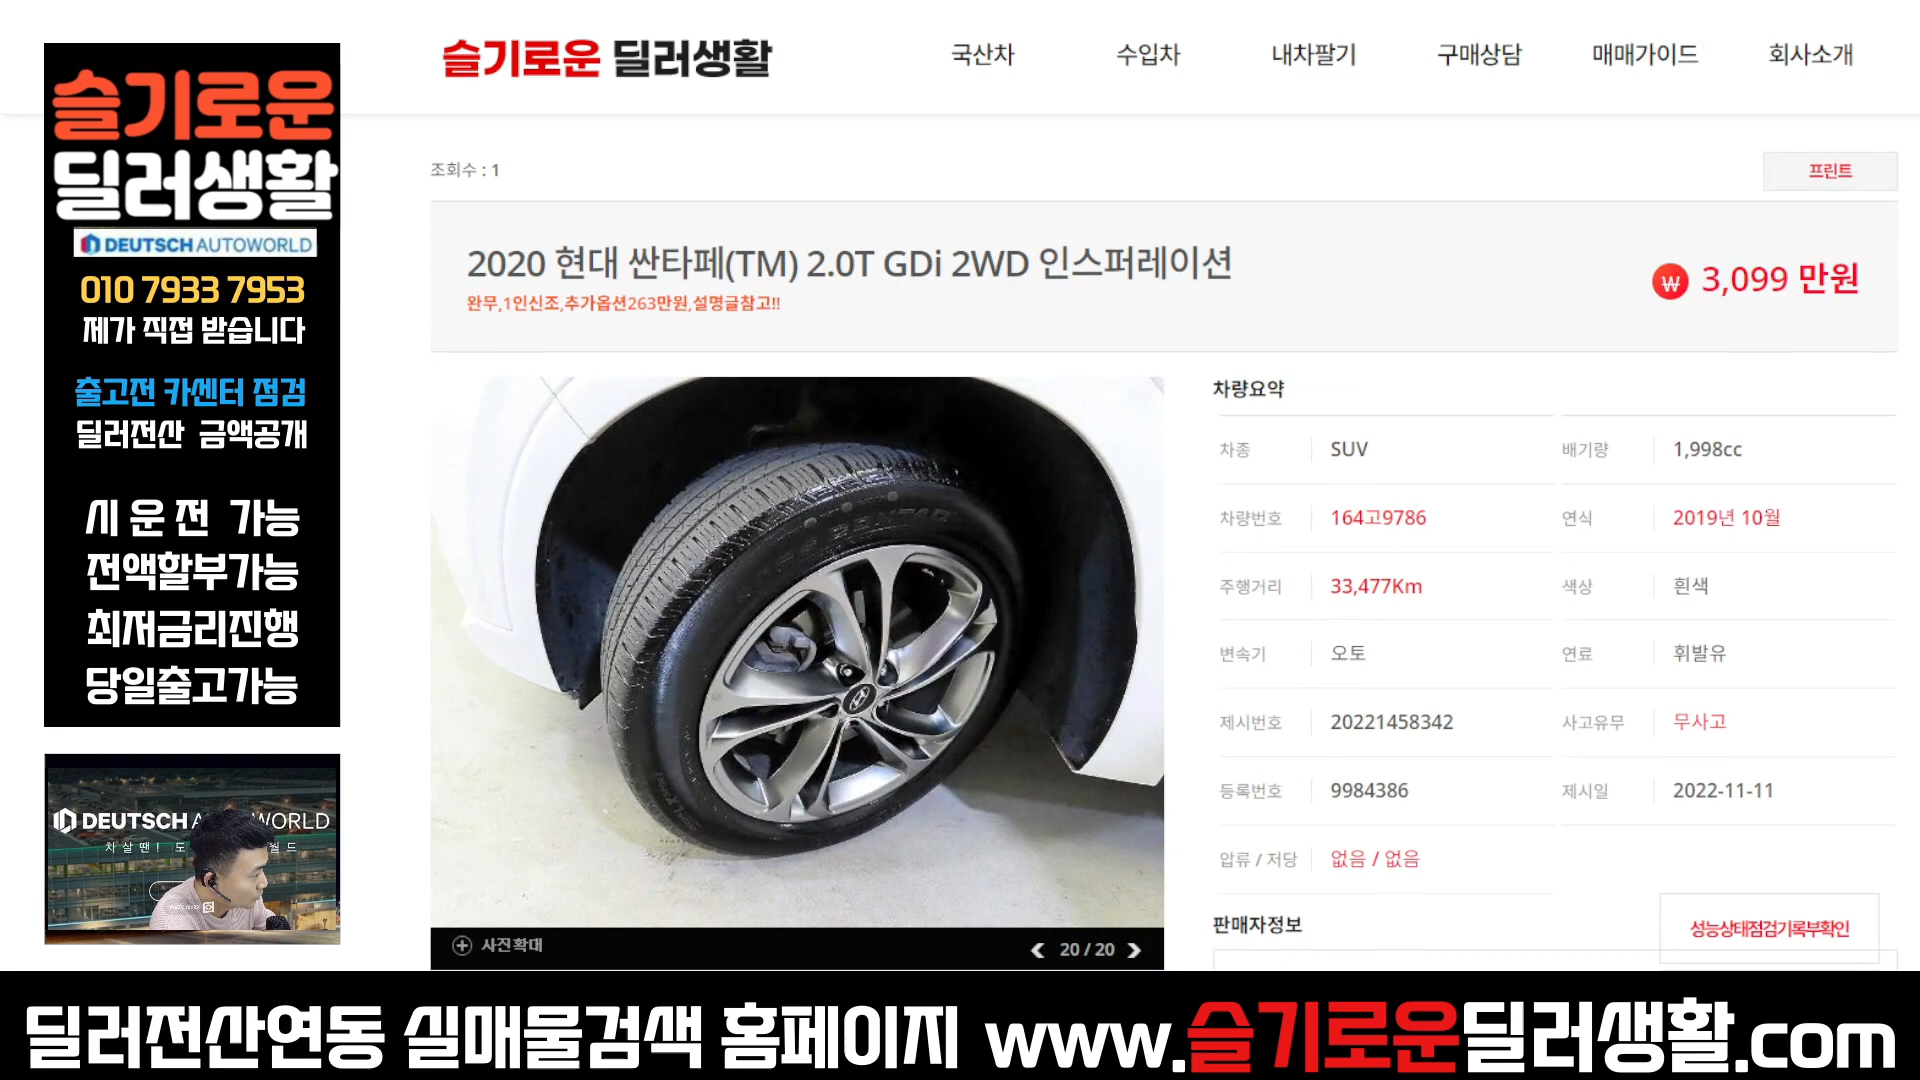 슬기로운
딜러생활
DEUTSCH AUTOWORLD
010 7933 7953
제가 직접 받습니다
출고전 카센터 점검
딜러전산 금액공개
시운전 가능
전액할부가능
최저금리진행
당일출고가능
슬기로운 딜러생활
국산차 수입차 내차팔기 구매상담 매매가이드 회사소개
조회수 : 1
프린트
2020 현대 싼타페(TM) 2.0T GDi 2WD 인스퍼레이션
완무,1인신조,추가옵션263만원,설명글참고!!
₩ 3,099 만원
차량요약
차종 SUV 배기량 1,998cc
차량번호 164고9786 연식 2019년 10월
주행거리 33,477Km 색상 흰색
변속기 오토 연료 휘발유
제시번호 20221458342 사고유무 무사고
등록번호 9984386 제시일 2022-11-11
압류 / 저당 없음 / 없음
판매자정보
성능상태점검기록부확인
사진확대
20 / 20
DEUTSCH A WORLD
차 살 땐 ! 도 월 드
딜러전산연동 실매물검색 홈페이지 www.슬기로운딜러생활.com